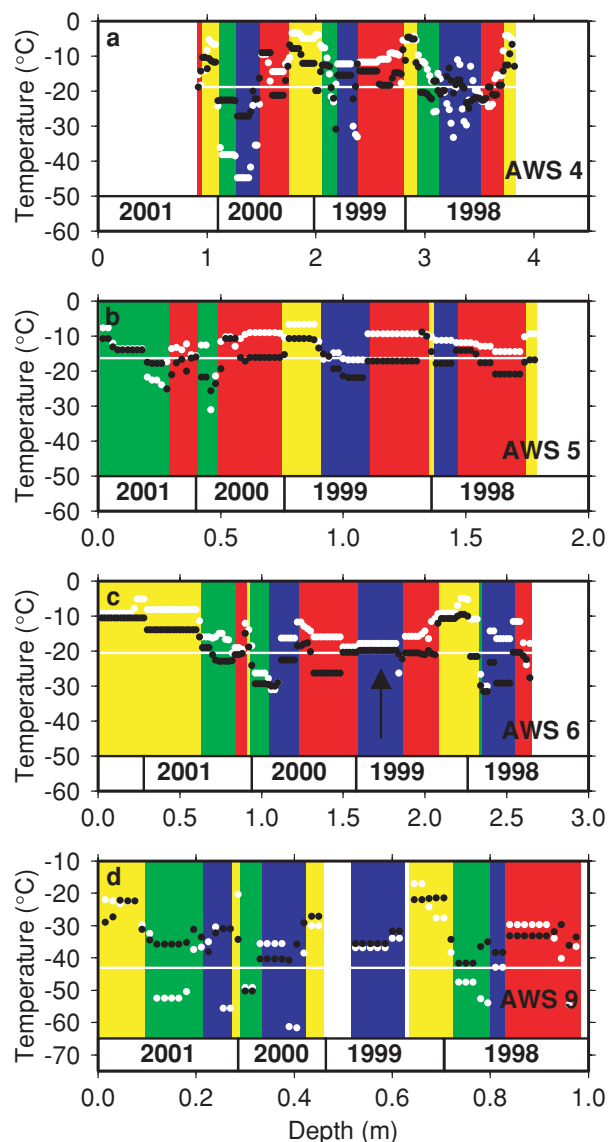 Temperature (°C)
0
-10
-20
-30
-40
-50
-60
a
AWS 4
2001 2000 1999 1998
0 1 2 3 4
Temperature (°C)
0
-10
-20
-30
-40
-50
-60
b
AWS 5
2001 2000 1999 1998
0.0 0.5 1.0 1.5 2.0
Temperature (°C)
0
-10
-20
-30
-40
-50
-60
c
AWS 6
2001 2000 1999 1998
0.0 0.5 1.0 1.5 2.0 2.5 3.0
Temperature (°C)
-10
-20
-30
-40
-50
-60
-70
d
AWS 9
2001 2000 1999 1998
0.0 0.2 0.4 0.6 0.8 1.0
Depth (m)